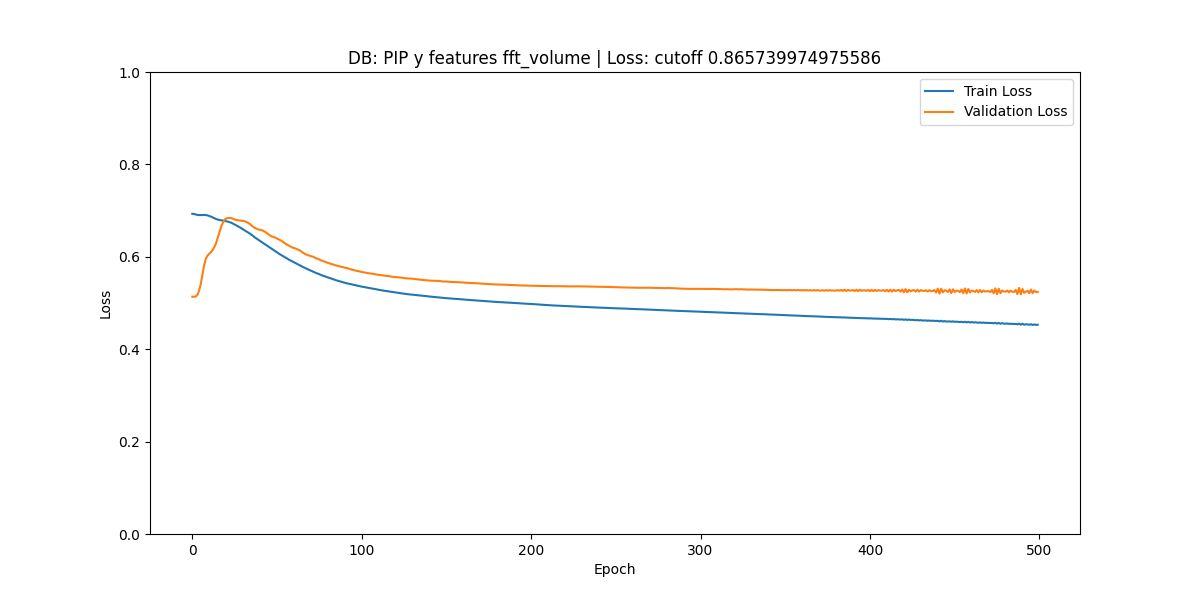 DB: PIP y features fft_volume | Loss: cutoff 0.865739974975586
Train Loss
Validation Loss
1.0
0.8
0.6
0.4
0.2
0.0
Loss
0
100
200
300
400
500
Epoch